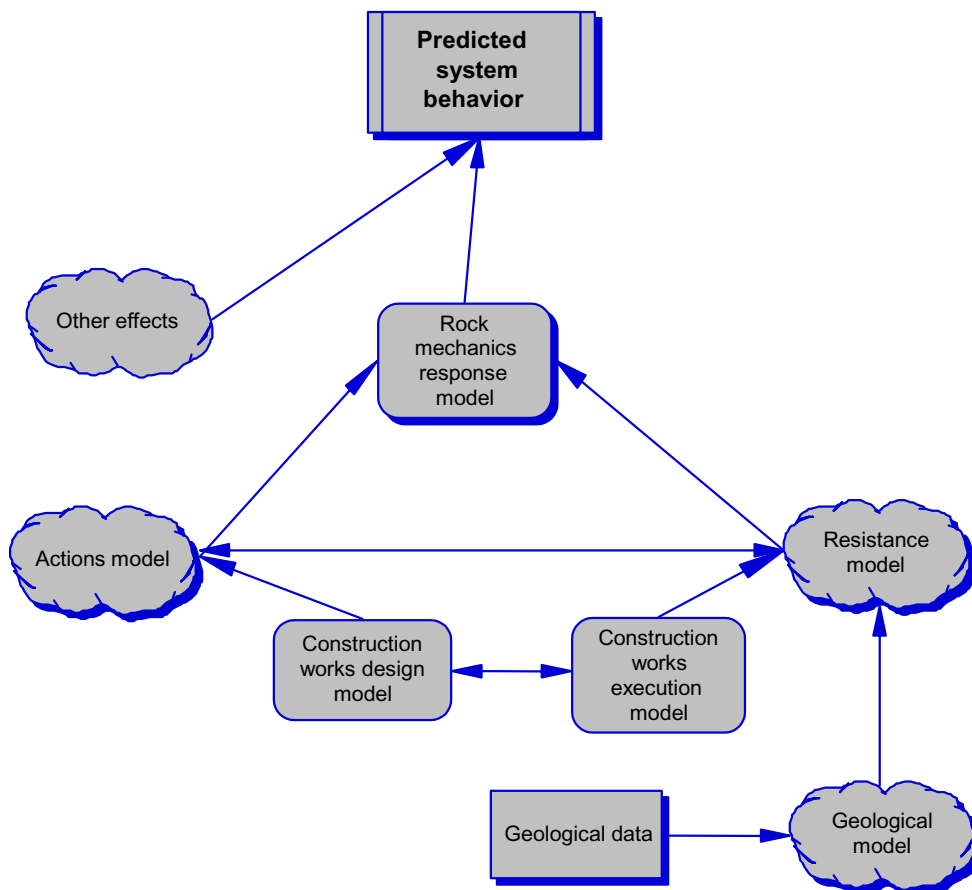 Predicted
system
behavior
Other effects
Rock
mechanics
response
model
Actions model
Resistance
model
Construction
works design
model
Construction
works
execution
model
Geological data
Geological
model